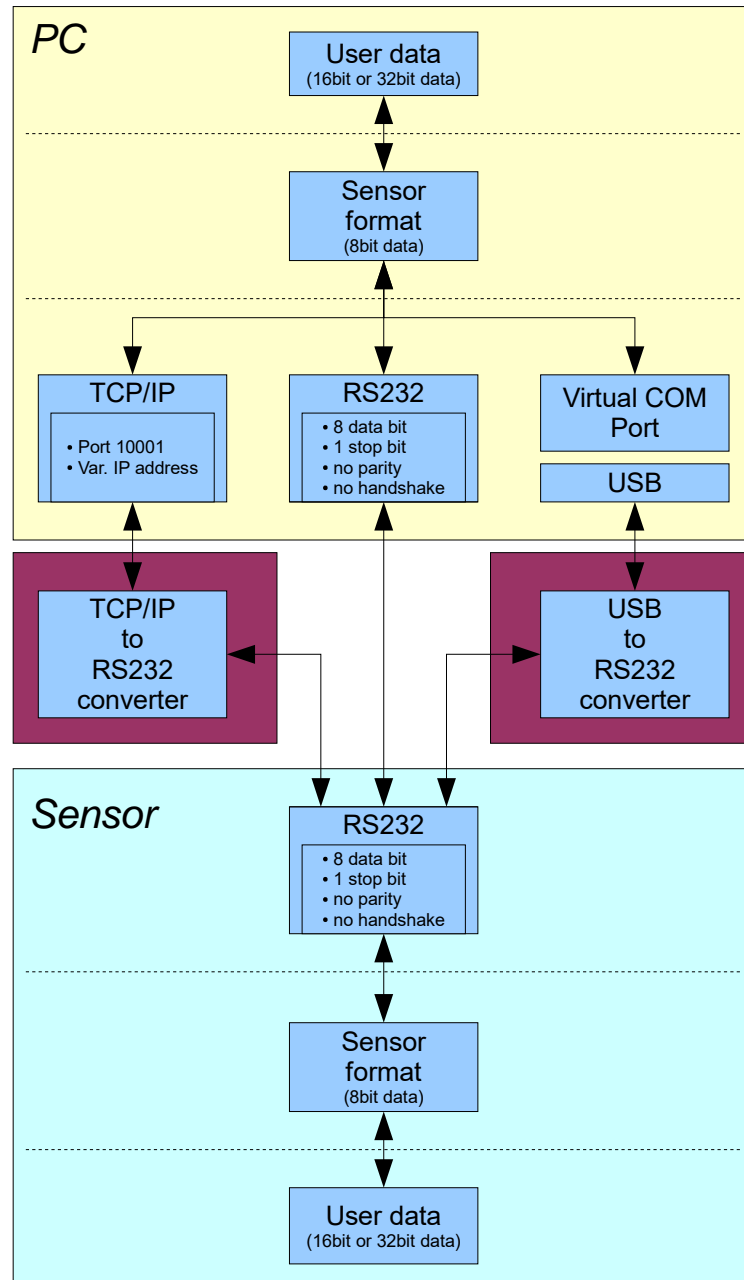 PC
User data
(16bit or 32bit data)
Sensor
format
(8bit data)
TCP/IP
• Port 10001
• Var. IP address
RS232
• 8 data bit
• 1 stop bit
• no parity
• no handshake
Virtual COM
Port
USB
TCP/IP
to
RS232
converter
USB
to
RS232
converter
Sensor
RS232
• 8 data bit
• 1 stop bit
• no parity
• no handshake
Sensor
format
(8bit data)
User data
(16bit or 32bit data)